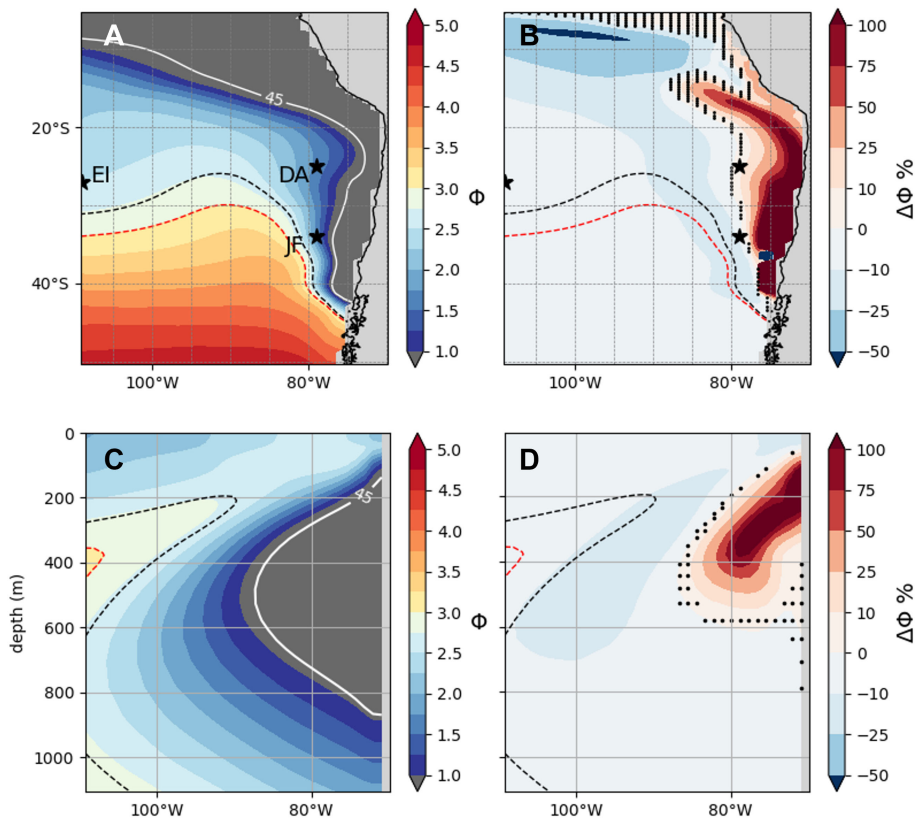 A
45
EI
DA
JF
20°S
40°S
100°W
80°W
5.0
4.5
4.0
3.5
3.0
2.5
2.0
1.5
1.0
Φ
B
100°W
80°W
100
75
50
25
10
0
−10
−25
−50
ΔΦ %
C
45
0
200
400
600
800
1000
depth (m)
100°W
80°W
5.0
4.5
4.0
3.5
3.0
2.5
2.0
1.5
1.0
Φ
D
100°W
80°W
100
75
50
25
10
0
−10
−25
−50
ΔΦ %